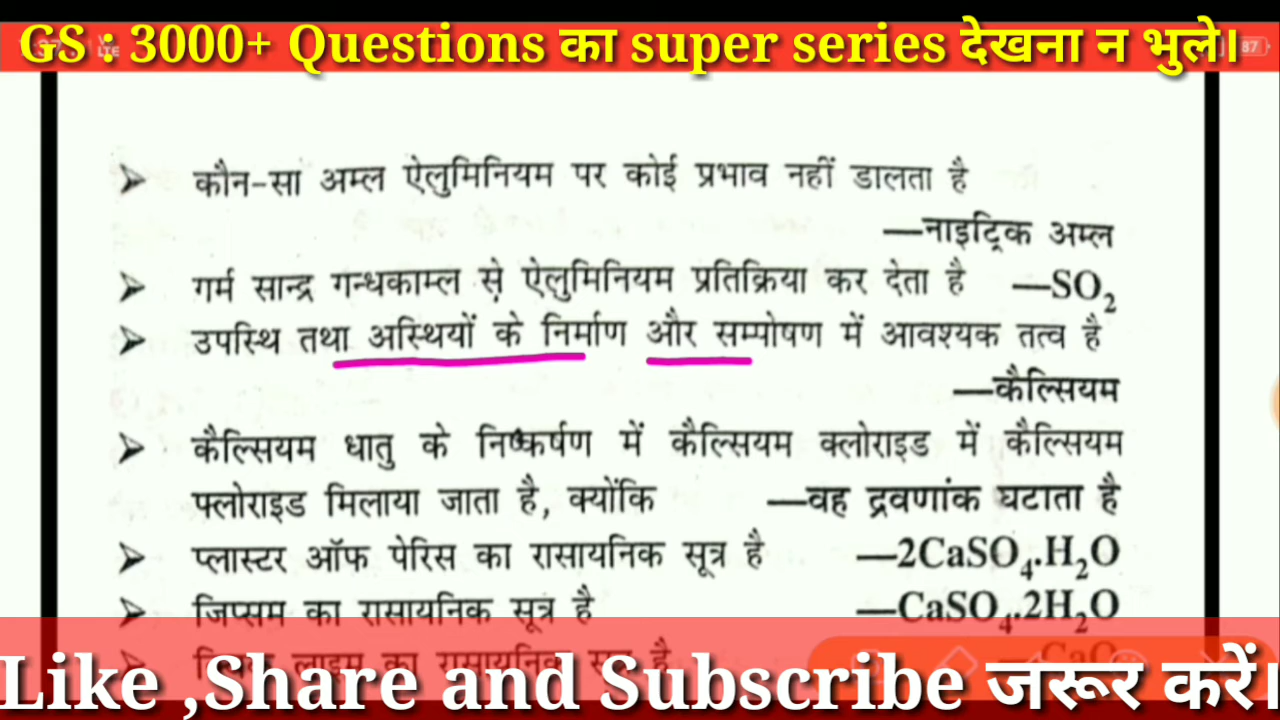 GS : 3000+ Questions का super series देखना न भुले।
87
कौन-सा अम्ल ऐलुमिनियम पर कोई प्रभाव नहीं डालता है
—नाइट्रिक अम्ल
गर्म सान्द्र गन्धकाम्ल से ऐलुमिनियम प्रतिक्रिया कर देता है —SO₂
उपस्थि तथा अस्थियों के निर्माण और सम्पोषण में आवश्यक तत्व है
—कैल्सियम
कैल्सियम धातु के निष्कर्षण में कैल्सियम क्लोराइड में कैल्सियम
फ्लोराइड मिलाया जाता है, क्योंकि —वह द्रवणांक घटाता है
प्लास्टर ऑफ पेरिस का रासायनिक सूत्र है —2CaSO₄.H₂O
जिप्सम का रासायनिक सूत्र है —CaSO₄.2H₂O
लाइम का रासायनिक सूत्र है
Like ,Share and Subscribe जरूर करें।